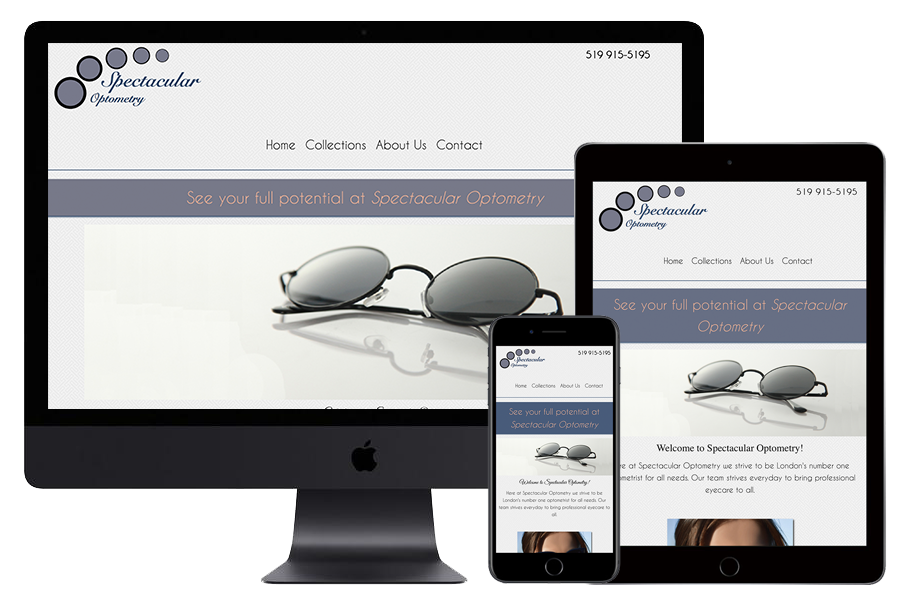 Spectacular
Optometry
519 915-5195
Home Collections About Us Contact
See your full potential at Spectacular Optometry
Spectacular
Optometry
519 915-5195
Home Collections About Us Contact
See your full potential at Spectacular
Optometry
Welcome to Spectacular Optometry!
at Spectacular Optometry we strive to be London's number one
for all needs. Our team strives everyday to bring professional
eyecare to all.
Spectacular
Optometry
519 915-5195
Home Collections About Us Contact
See your full potential at
Spectacular Optometry
Welcome to Spectacular Optometry!
Here at Spectacular Optometry we strive to be
London's number one optometrist for all needs. Our
team strives everyday to bring professional eyecare to
all.